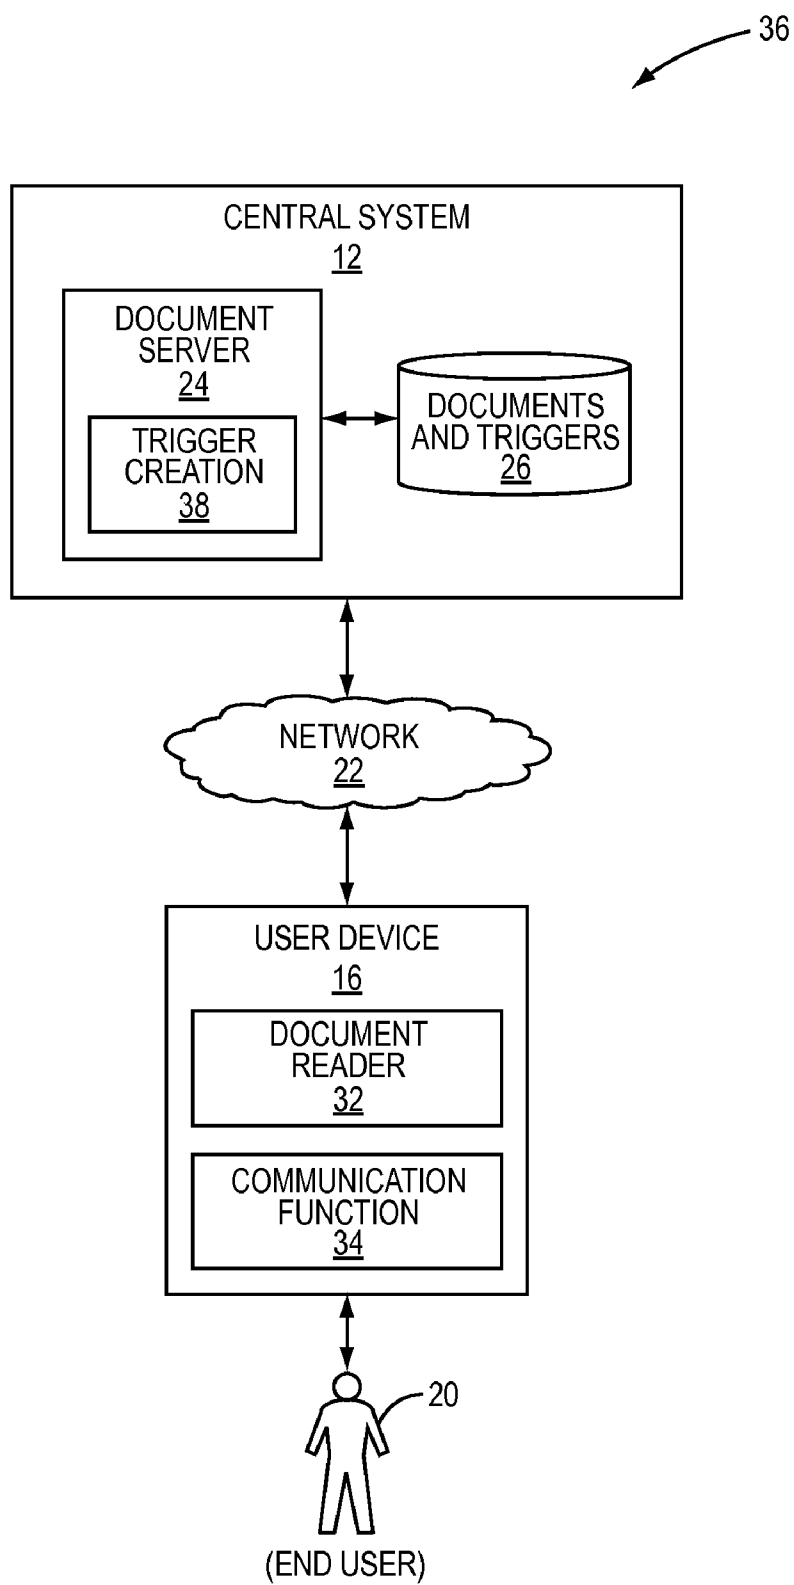 36
CENTRAL SYSTEM
12
DOCUMENT
SERVER
24
TRIGGER
CREATION
38
DOCUMENTS
AND TRIGGERS
26
NETWORK
22
USER DEVICE
16
DOCUMENT
READER
32
COMMUNICATION
FUNCTION
34
20
(END USER)